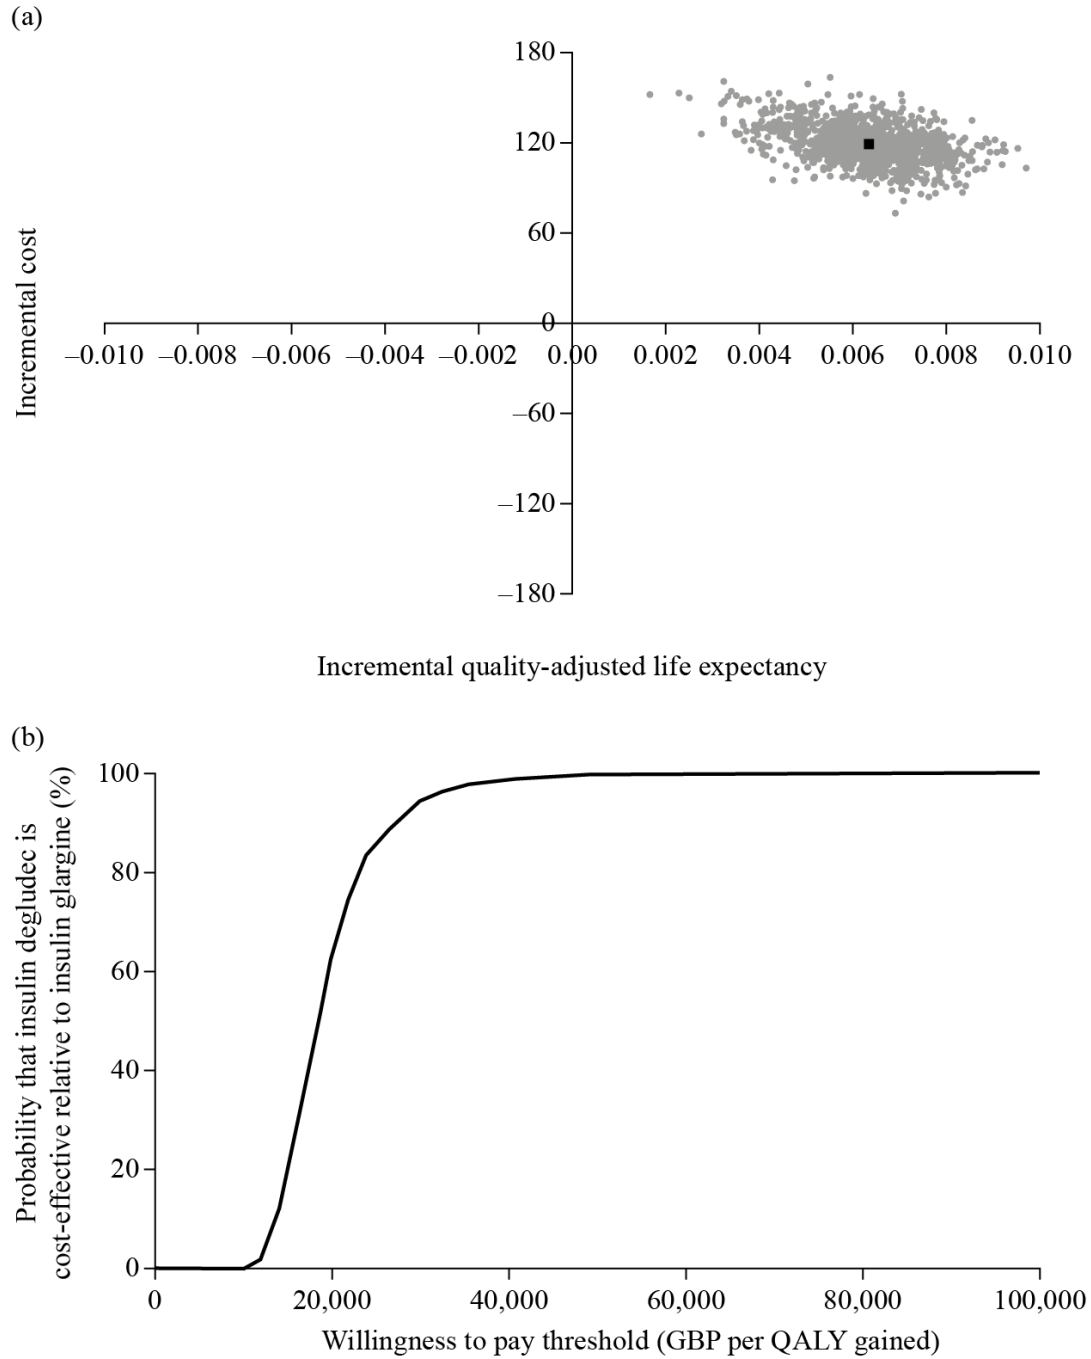 (a)
180
120
60
0
–60
–120
–180
–0.010 –0.008 –0.006 –0.004 –0.002 0.00 0.002 0.004 0.006 0.008 0.010
Incremental cost
Incremental quality-adjusted life expectancy
(b)
100
80
60
40
20
0
Probability that insulin degludec is
cost-effective relative to insulin glargine (%)
0 20,000 40,000 60,000 80,000 100,000
Willingness to pay threshold (GBP per QALY gained)